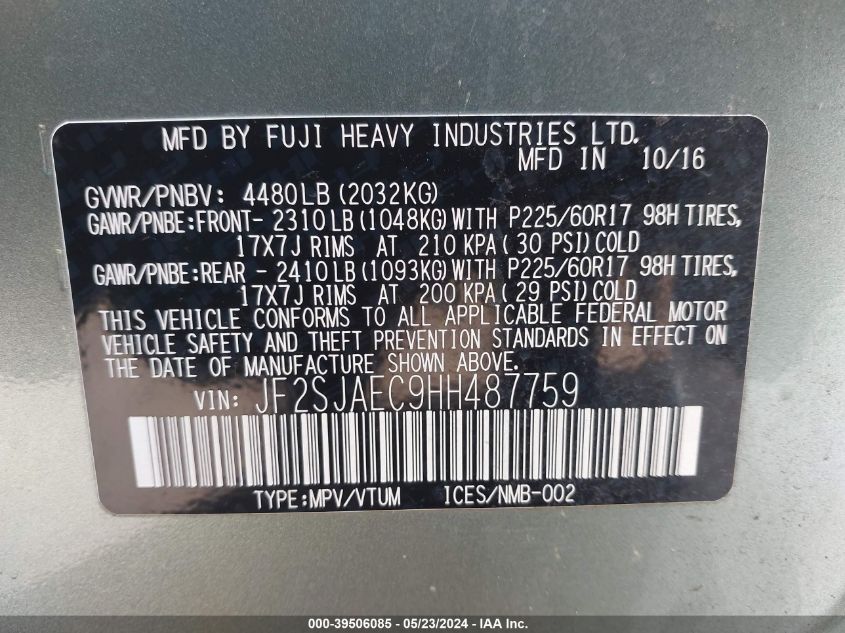 MFD BY FUJI HEAVY INDUSTRIES LTD.
MFD IN 10/16
GVWR/PNBV: 4480LB (2032KG)
GAWR/PNBE:FRONT- 2310LB (1048KG) WITH P225/60R17 98H TIRES,
17X7J RIMS AT 210 KPA ( 30 PSI) COLD
GAWR/PNBE:REAR - 2410LB (1093KG) WITH P225/60R17 98H TIRES,
17X7J RIMS AT 200 KPA ( 29 PSI) COLD
THIS VEHICLE CONFORMS TO ALL APPLICABLE FEDERAL MOTOR
VEHICLE SAFETY AND THEFT PREVENTION STANDARDS IN EFFECT ON
THE DATE OF MANUFACTURE SHOWN ABOVE.
VIN: JF2SJAEC9HH487759
TYPE:MPV/VTUM ICES/NMB-002
000-39506085 - 05/23/2024 - IAA Inc.